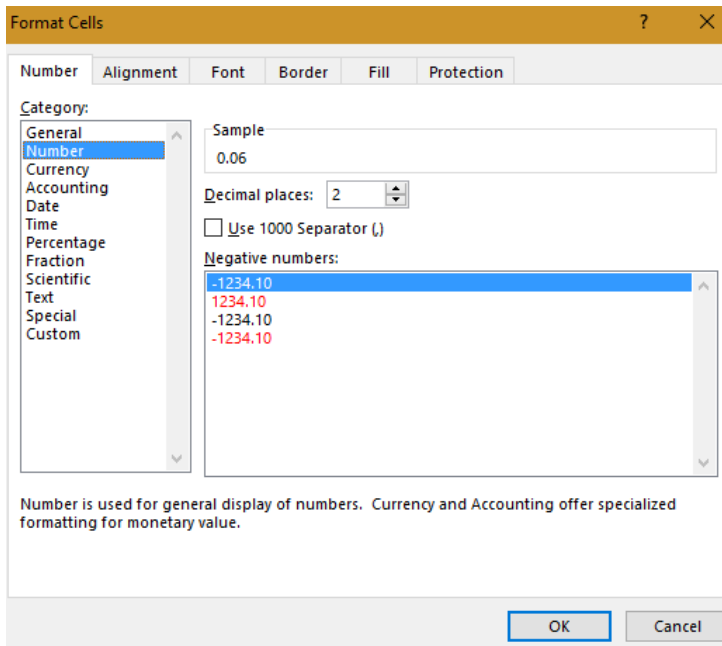 Format Cells ?
Number Alignment Font Border Fill Protection
Category:
General
Number
Currency
Accounting
Date
Time
Percentage
Fraction
Scientific
Text
Special
Custom
Sample
0.06
Decimal places: 2
Use 1000 Separator (,)
Negative numbers:
-1234.10
1234.10
-1234.10
-1234.10
Number is used for general display of numbers. Currency and Accounting offer specialized
formatting for monetary value.
OK Cancel